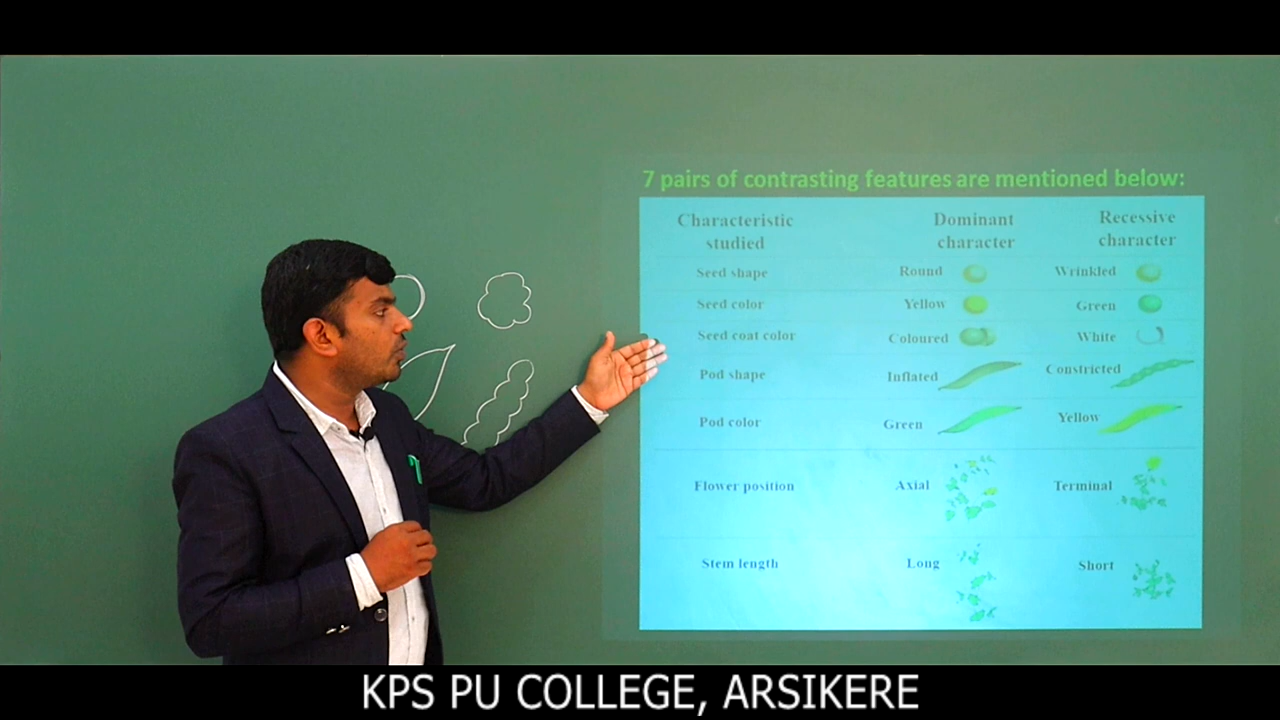 7 pairs of contrasting features are mentioned below:
Characteristic studied Dominant character Recessive character
Seed shape Round Wrinkled
Seed color Yellow Green
Seed coat color Coloured White
Pod shape Inflated Constricted
Pod color Green Yellow
Flower position Axial Terminal
Stem length Long Short
KPS PU COLLEGE, ARSIKERE